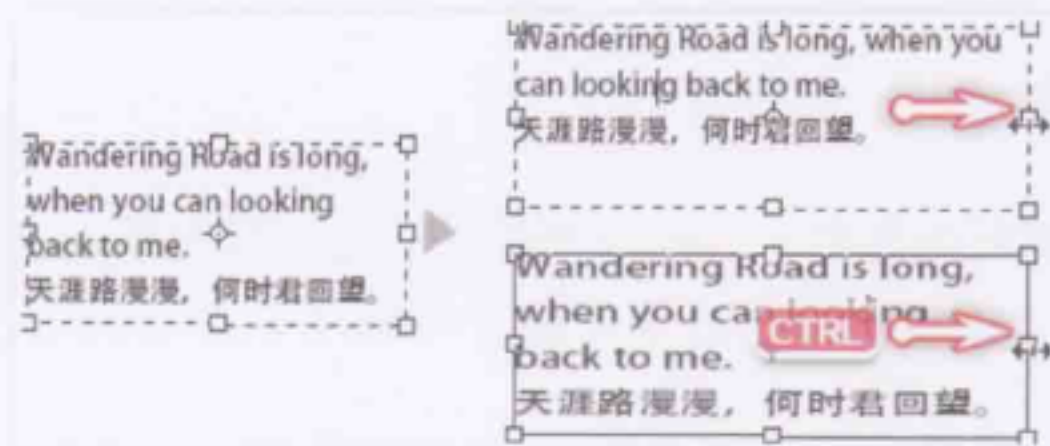 Wandering Road is long,
when you can looking
back to me.
天涯路漫漫，何时君回望。
Wandering Road is long, when you
can looking back to me.
天涯路漫漫，何时君回望。
Wandering Road is long,
when you can looking
back to me.
天涯路漫漫，何时君回望。
CTRL